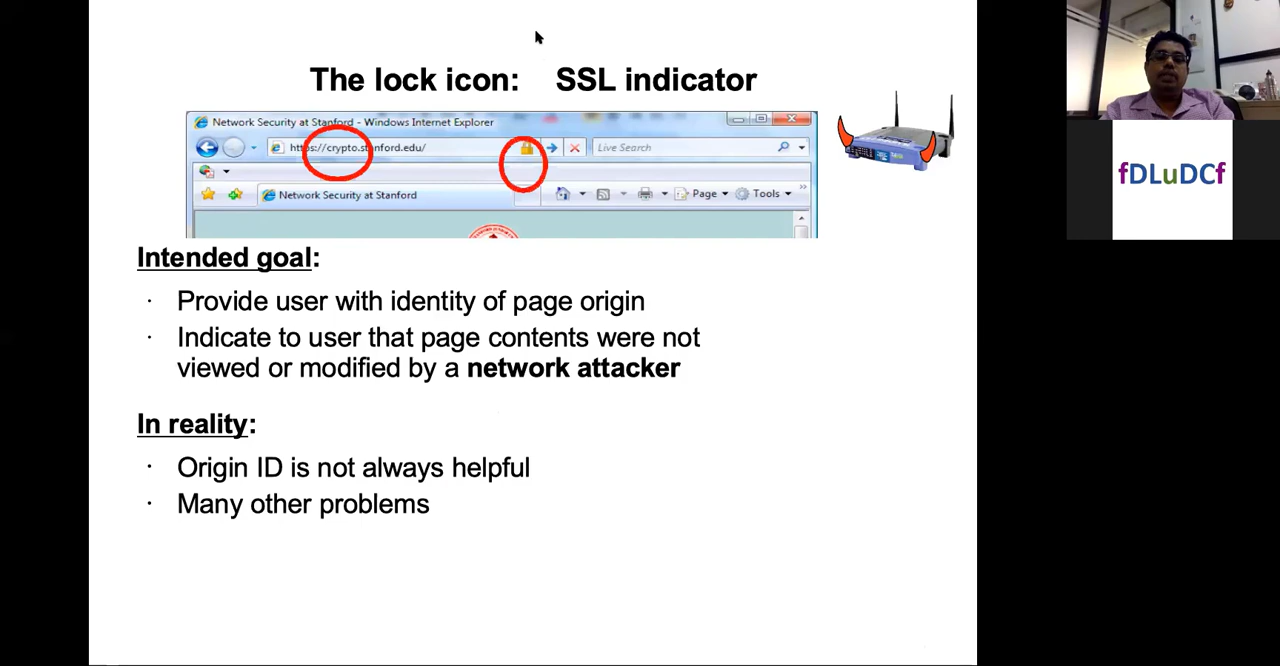 The lock icon: SSL indicator
Network Security at Stanford - Windows Internet Explorer
https://crypto.stanford.edu/
Live Search
Network Security at Stanford
Page
Tools
fDLuDCf
Intended goal:
· Provide user with identity of page origin
· Indicate to user that page contents were not
viewed or modified by a network attacker
In reality:
· Origin ID is not always helpful
· Many other problems